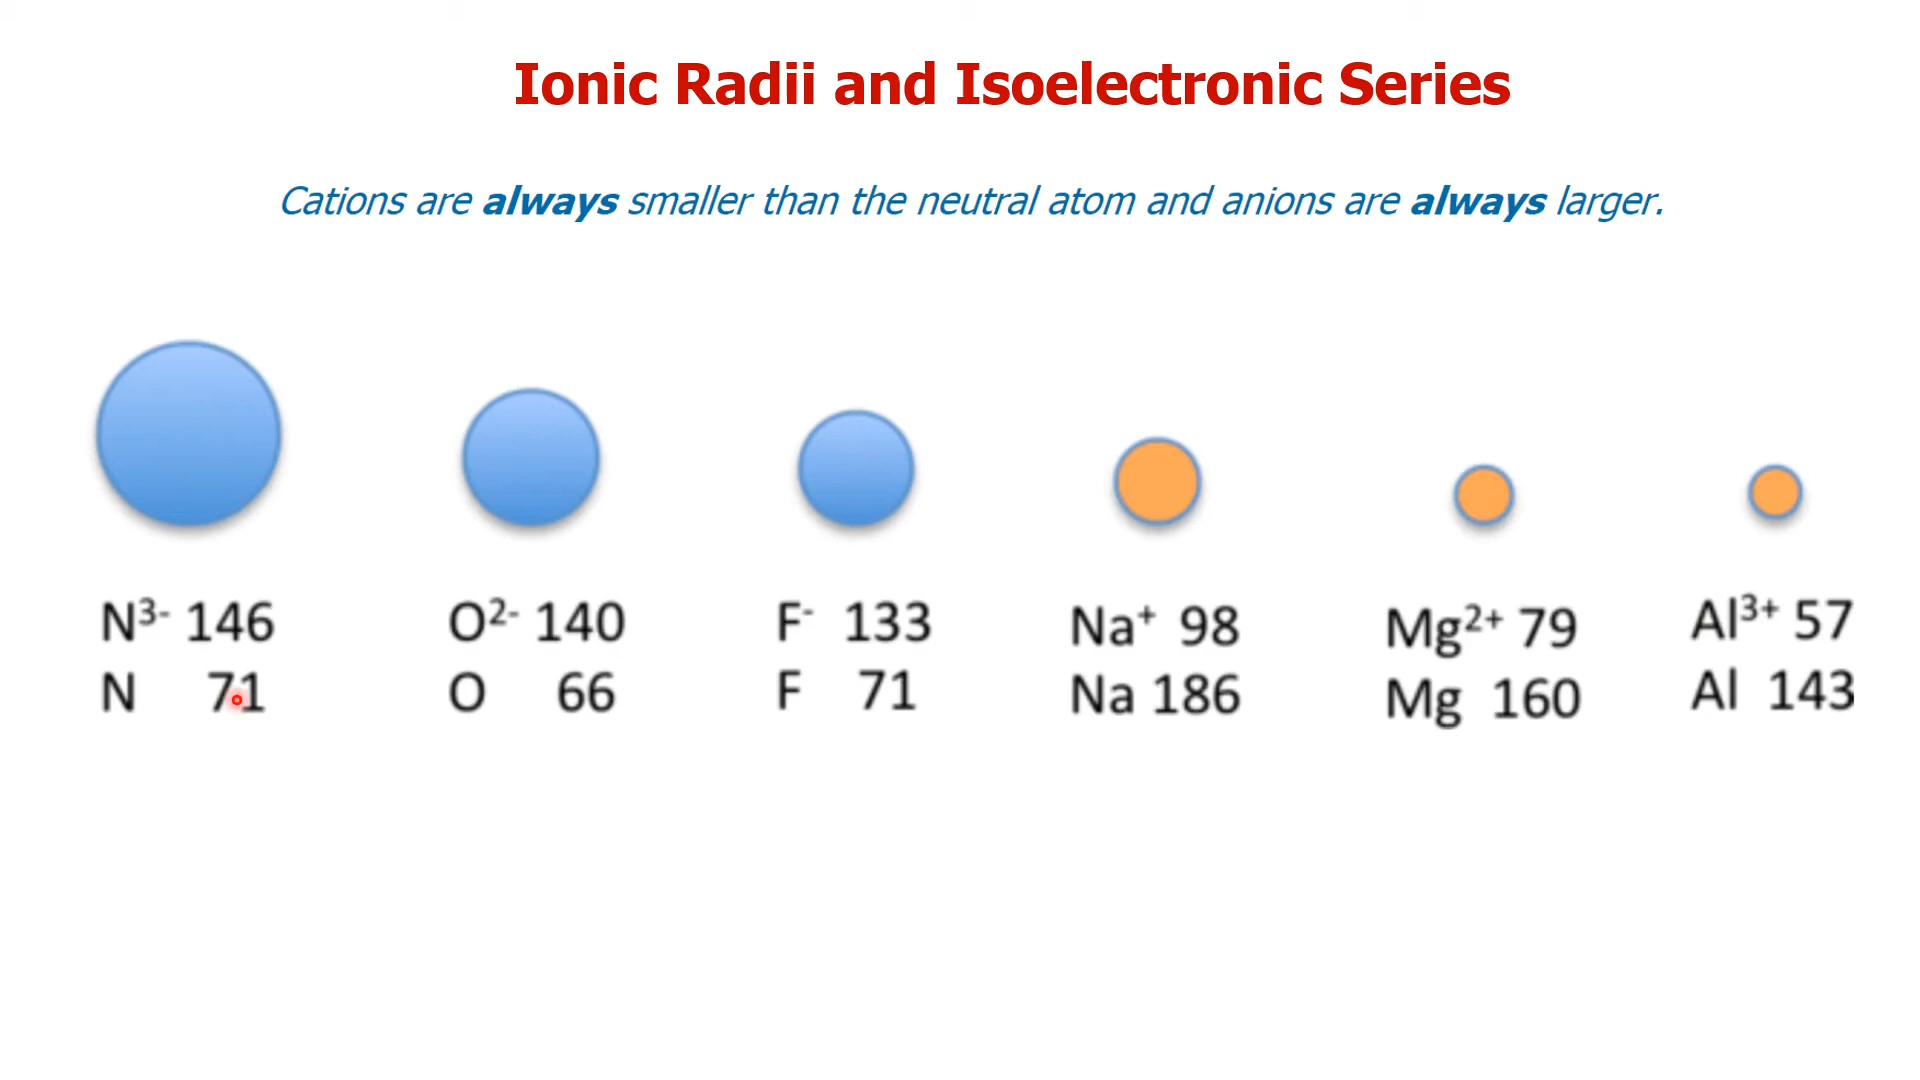 Ionic Radii and Isoelectronic Series
Cations are always smaller than the neutral atom and anions are always larger.
N³⁻ 146
N 71
O²⁻ 140
O 66
F⁻ 133
F 71
Na⁺ 98
Na 186
Mg²⁺ 79
Mg 160
Al³⁺ 57
Al 143